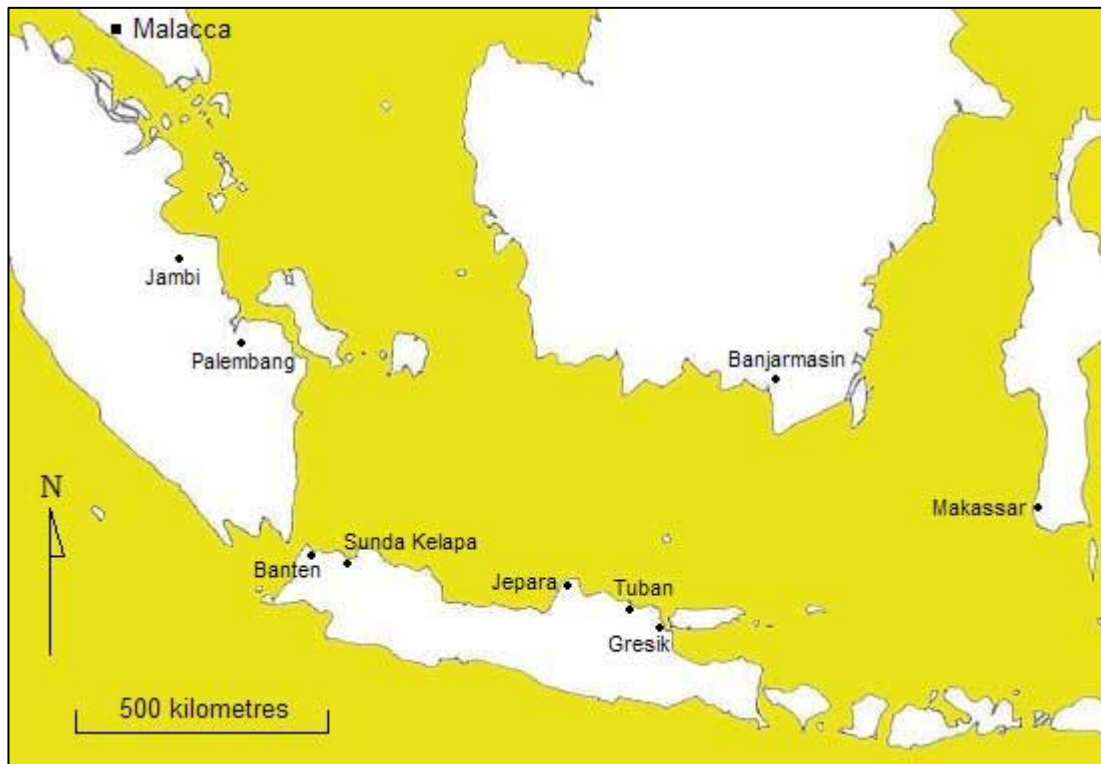 Malacca
Jambi
Palembang
Banjarmasin
N
Makassar
Sunda Kelapa
Banten
Jepara
Tuban
Gresik
500 kilometres